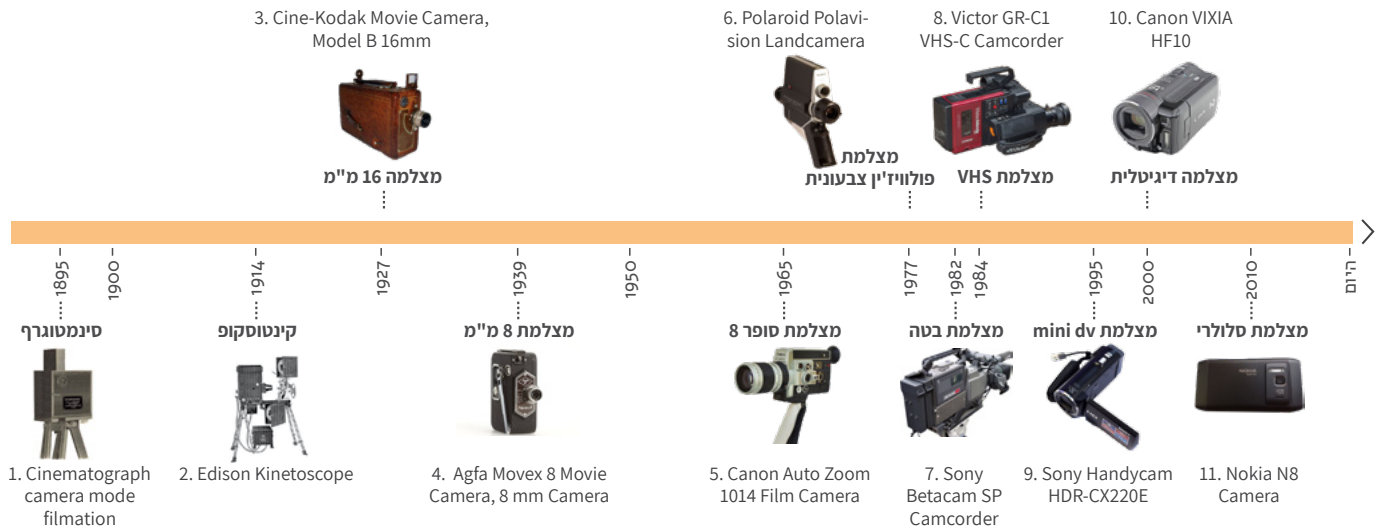 3. Cine-Kodak Movie Camera,
Model B 16mm
6. Polaroid Polavi-
sion Landcamera
8. Victor GR-C1
VHS-C Camcorder
10. Canon VIXIA
HF10
מצלמה 16 מ"מ
מצלמת
פולוויז'ין צבעונית
מצלמת VHS
מצלמה דיגיטלית
1895
1900
1914
1927
1939
1950
1965
1977
1982
1984
1995
2000
2010
היום
סינמטוגרף
קינטוסקופ
מצלמת 8 מ"מ
מצלמת סופר 8
מצלמת בטה
מצלמת mini dv
מצלמת סלולרי
1. Cinematograph
camera mode
filmation
2. Edison Kinetoscope
4. Agfa Movex 8 Movie
Camera, 8 mm Camera
5. Canon Auto Zoom
1014 Film Camera
7. Sony
Betacam SP
Camcorder
9. Sony Handycam
HDR-CX220E
11. Nokia N8
Camera